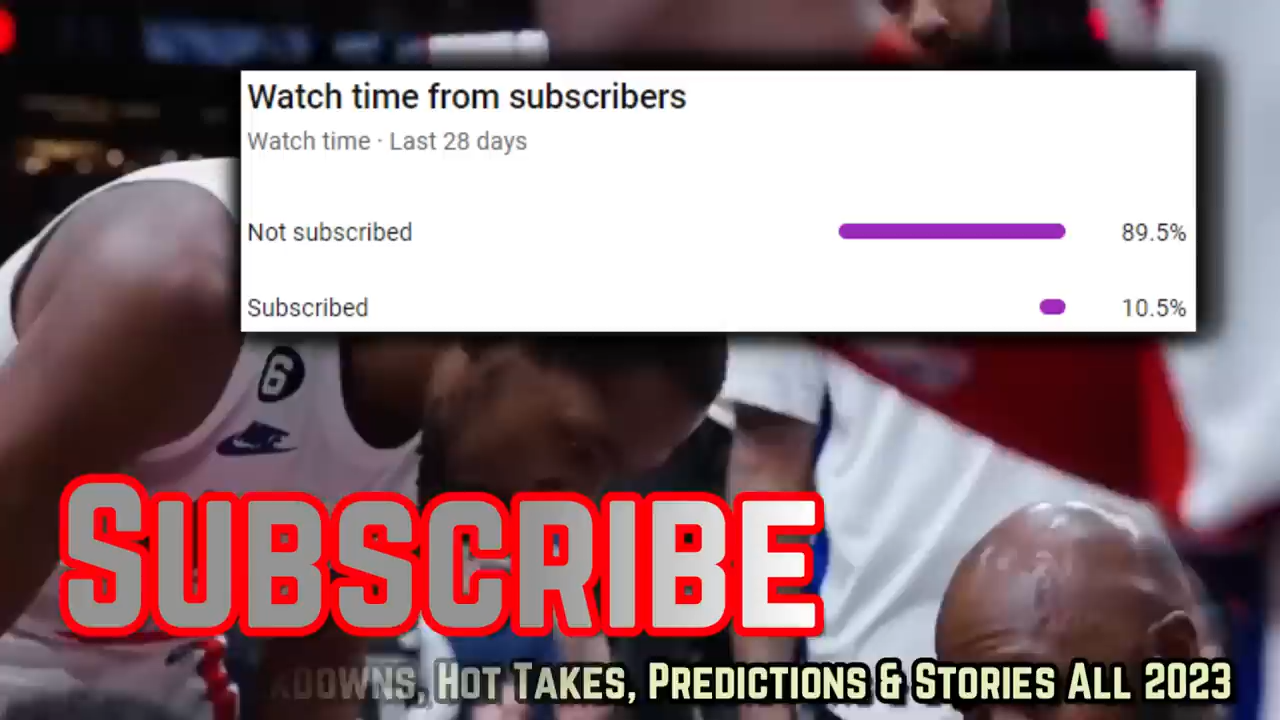 Watch time from subscribers
Watch time · Last 28 days
Not subscribed
89.5%
Subscribed
10.5%
6
SUBSCRIBE
KDOWNS, HOT TAKES, PREDICTIONS & STORIES ALL 2023